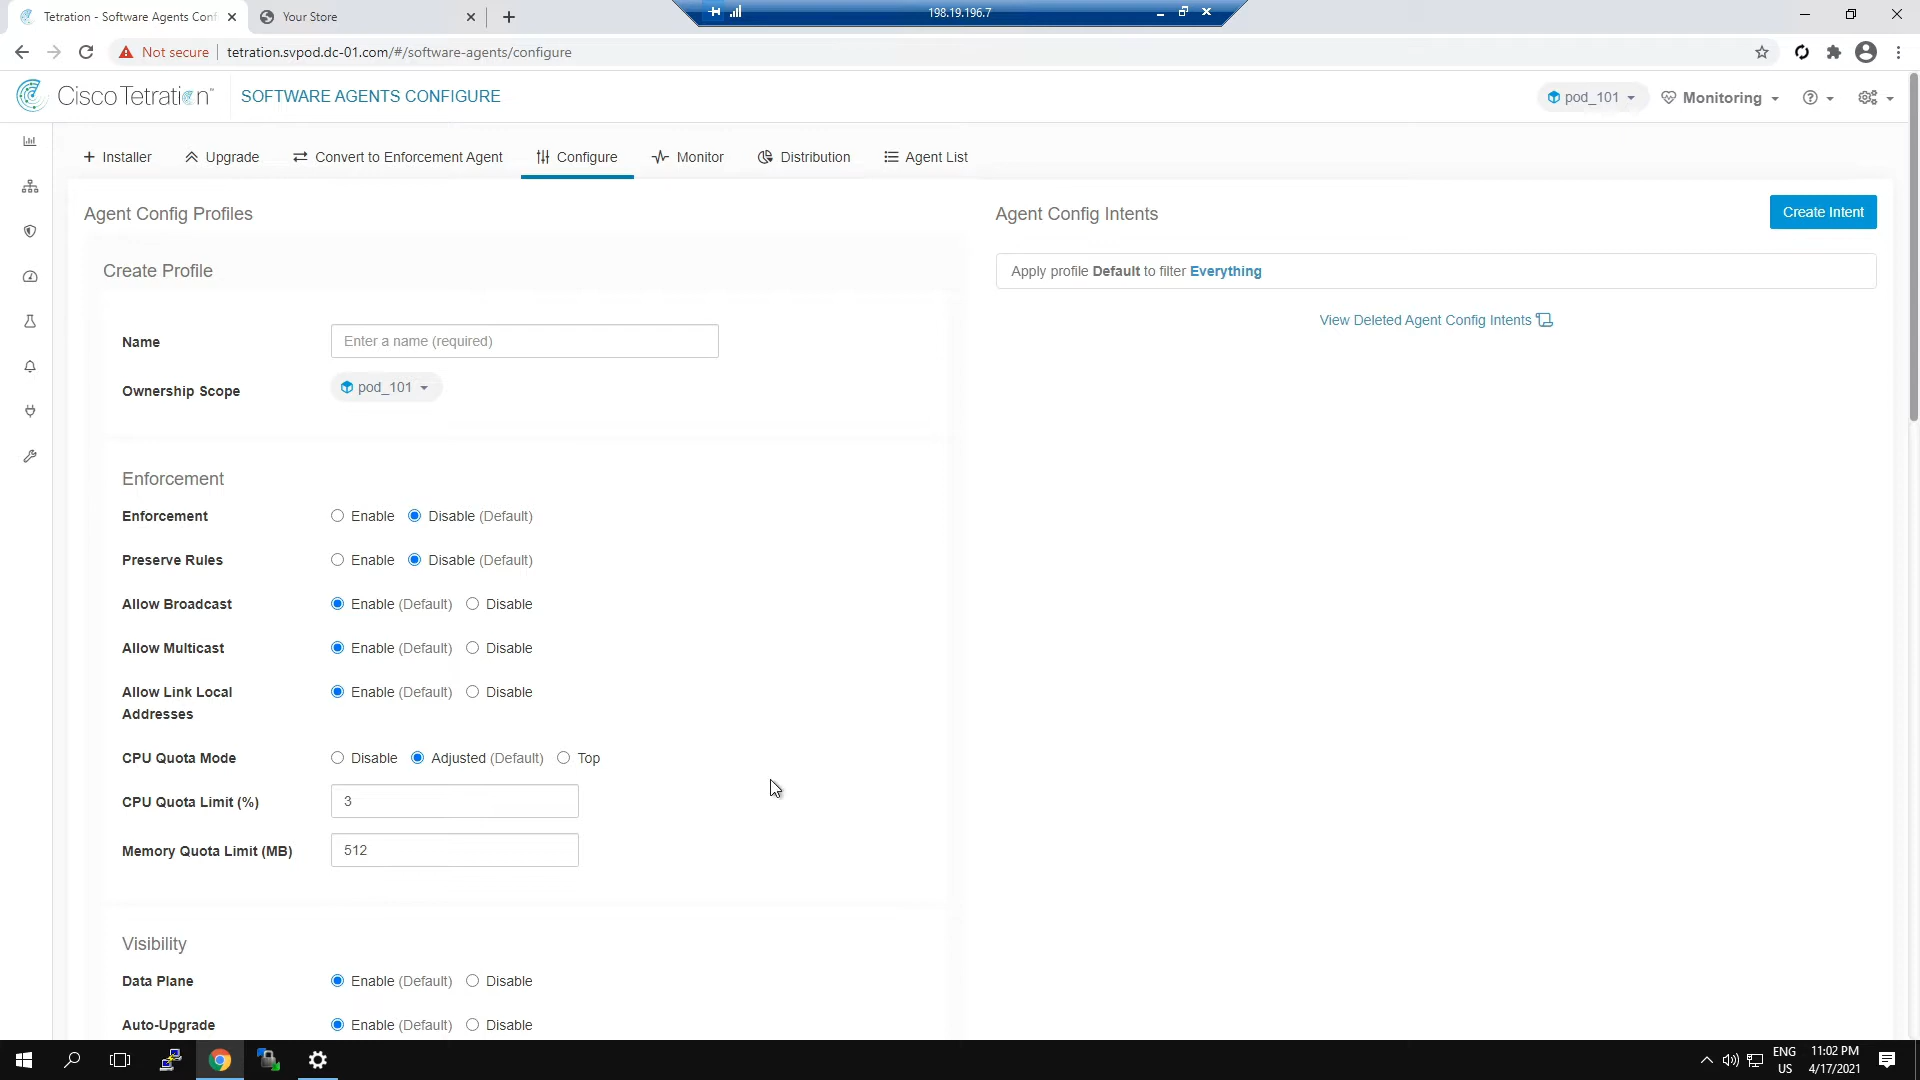 Tetration - Software Agents Conf
Your Store
198.19.196.7
Not secure
tetration.svpod.dc-01.com/#/software-agents/configure
Cisco Tetration™
SOFTWARE AGENTS CONFIGURE
pod_101
Monitoring
Installer
Upgrade
Convert to Enforcement Agent
Configure
Monitor
Distribution
Agent List
Agent Config Profiles
Agent Config Intents
Create Intent
Create Profile
Apply profile Default to filter Everything
View Deleted Agent Config Intents
Name
Enter a name (required)
Ownership Scope
pod_101
Enforcement
Enforcement
Enable
Disable (Default)
Preserve Rules
Enable
Disable (Default)
Allow Broadcast
Enable (Default)
Disable
Allow Multicast
Enable (Default)
Disable
Allow Link Local
Addresses
Enable (Default)
Disable
CPU Quota Mode
Disable
Adjusted (Default)
Top
CPU Quota Limit (%)
3
Memory Quota Limit (MB)
512
Visibility
Data Plane
Enable (Default)
Disable
Auto-Upgrade
Enable (Default)
Disable
ENG
US
11:02 PM
4/17/2021